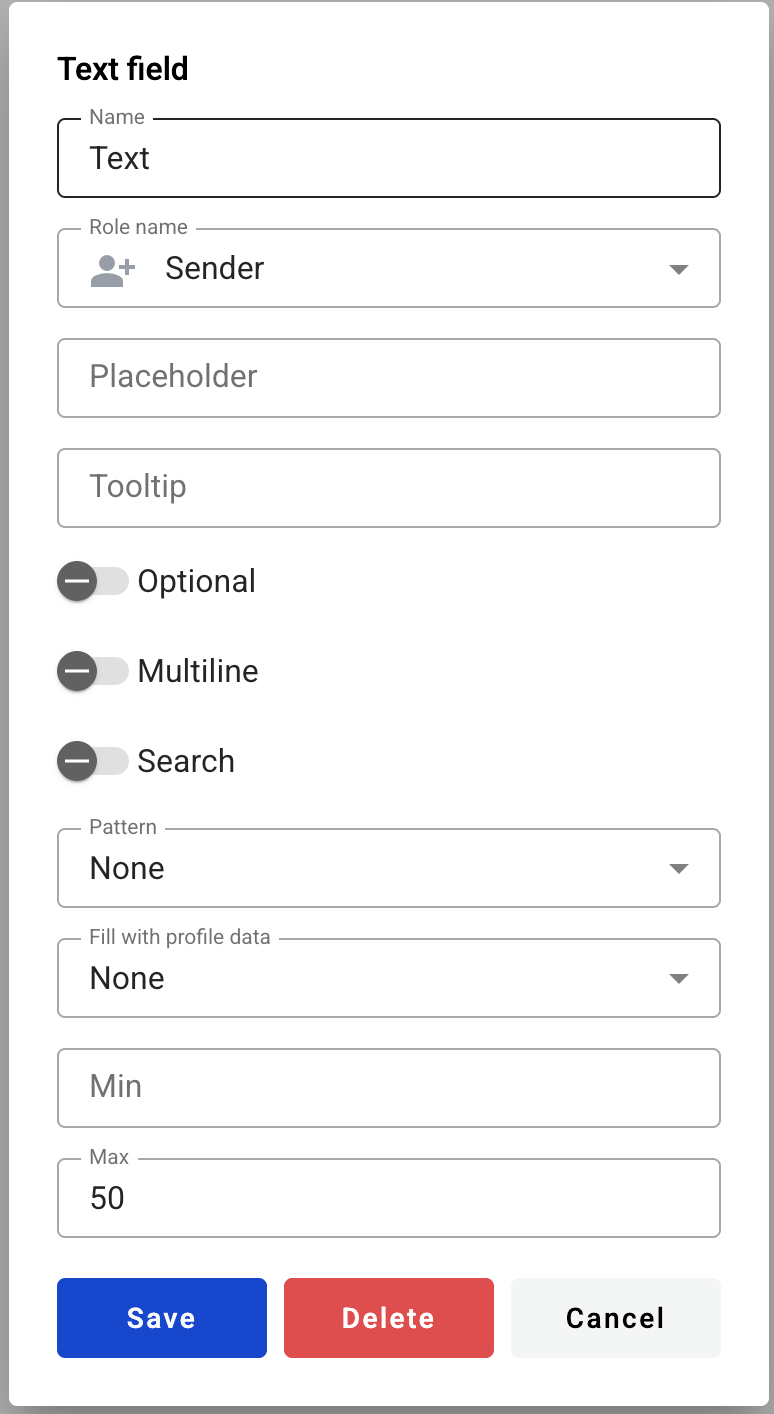 Text field
Name
Text
Role name
Sender
Placeholder
Tooltip
Optional
Multiline
Search
Pattern
None
Fill with profile data
None
Min
Max
50
Save Delete Cancel